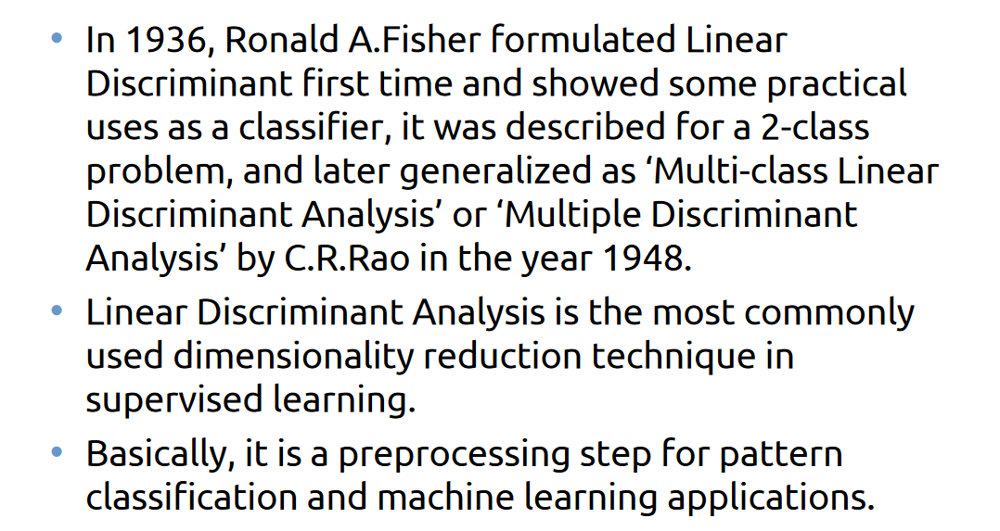 • In 1936, Ronald A.Fisher formulated Linear
Discriminant first time and showed some practical
uses as a classifier, it was described for a 2-class
problem, and later generalized as ‘Multi-class Linear
Discriminant Analysis’ or ‘Multiple Discriminant
Analysis’ by C.R.Rao in the year 1948.
• Linear Discriminant Analysis is the most commonly
used dimensionality reduction technique in
supervised learning.
• Basically, it is a preprocessing step for pattern
classification and machine learning applications.